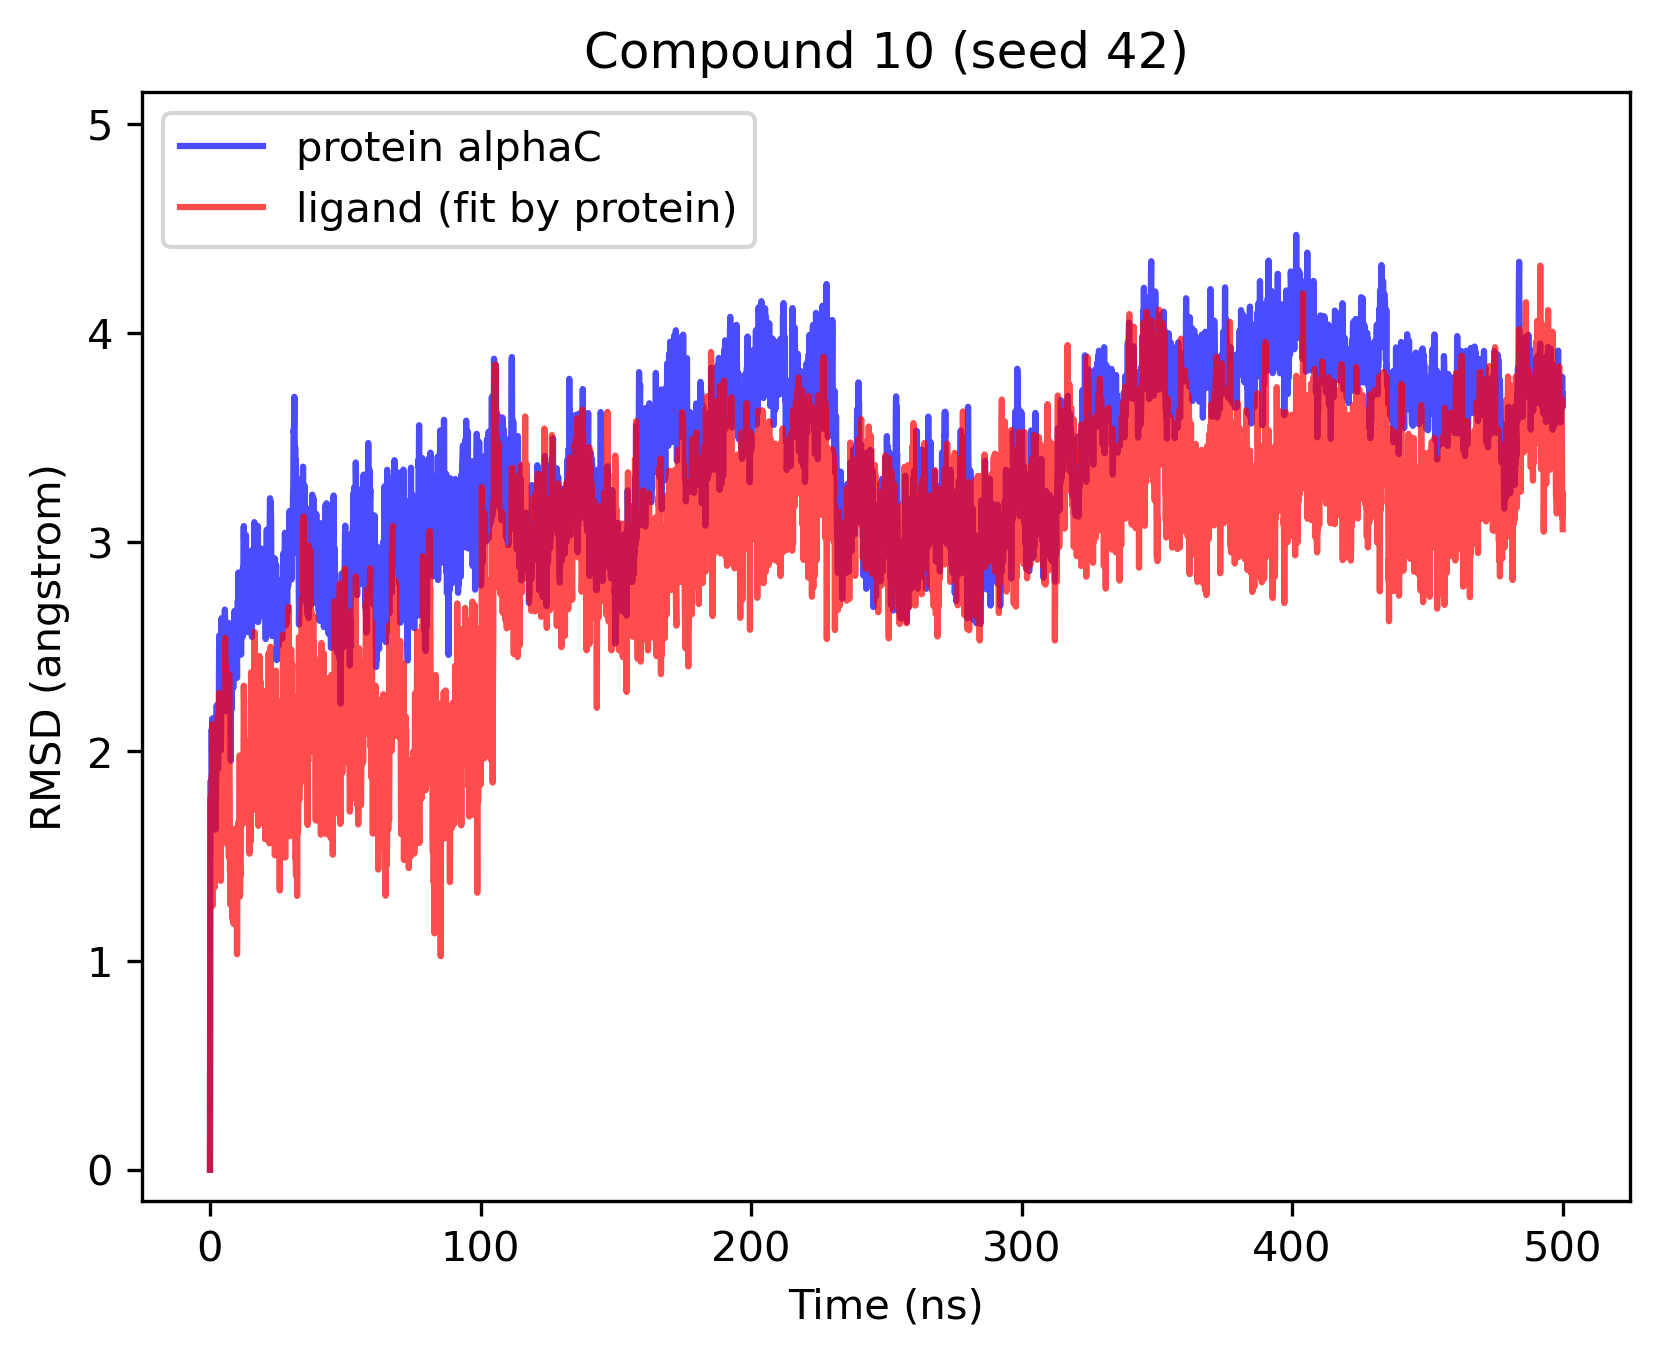 Compound 10 (seed 42)
protein alphaC
ligand (fit by protein)
RMSD (angstrom)
5
4
3
2
1
0
0 100 200 300 400 500
Time (ns)